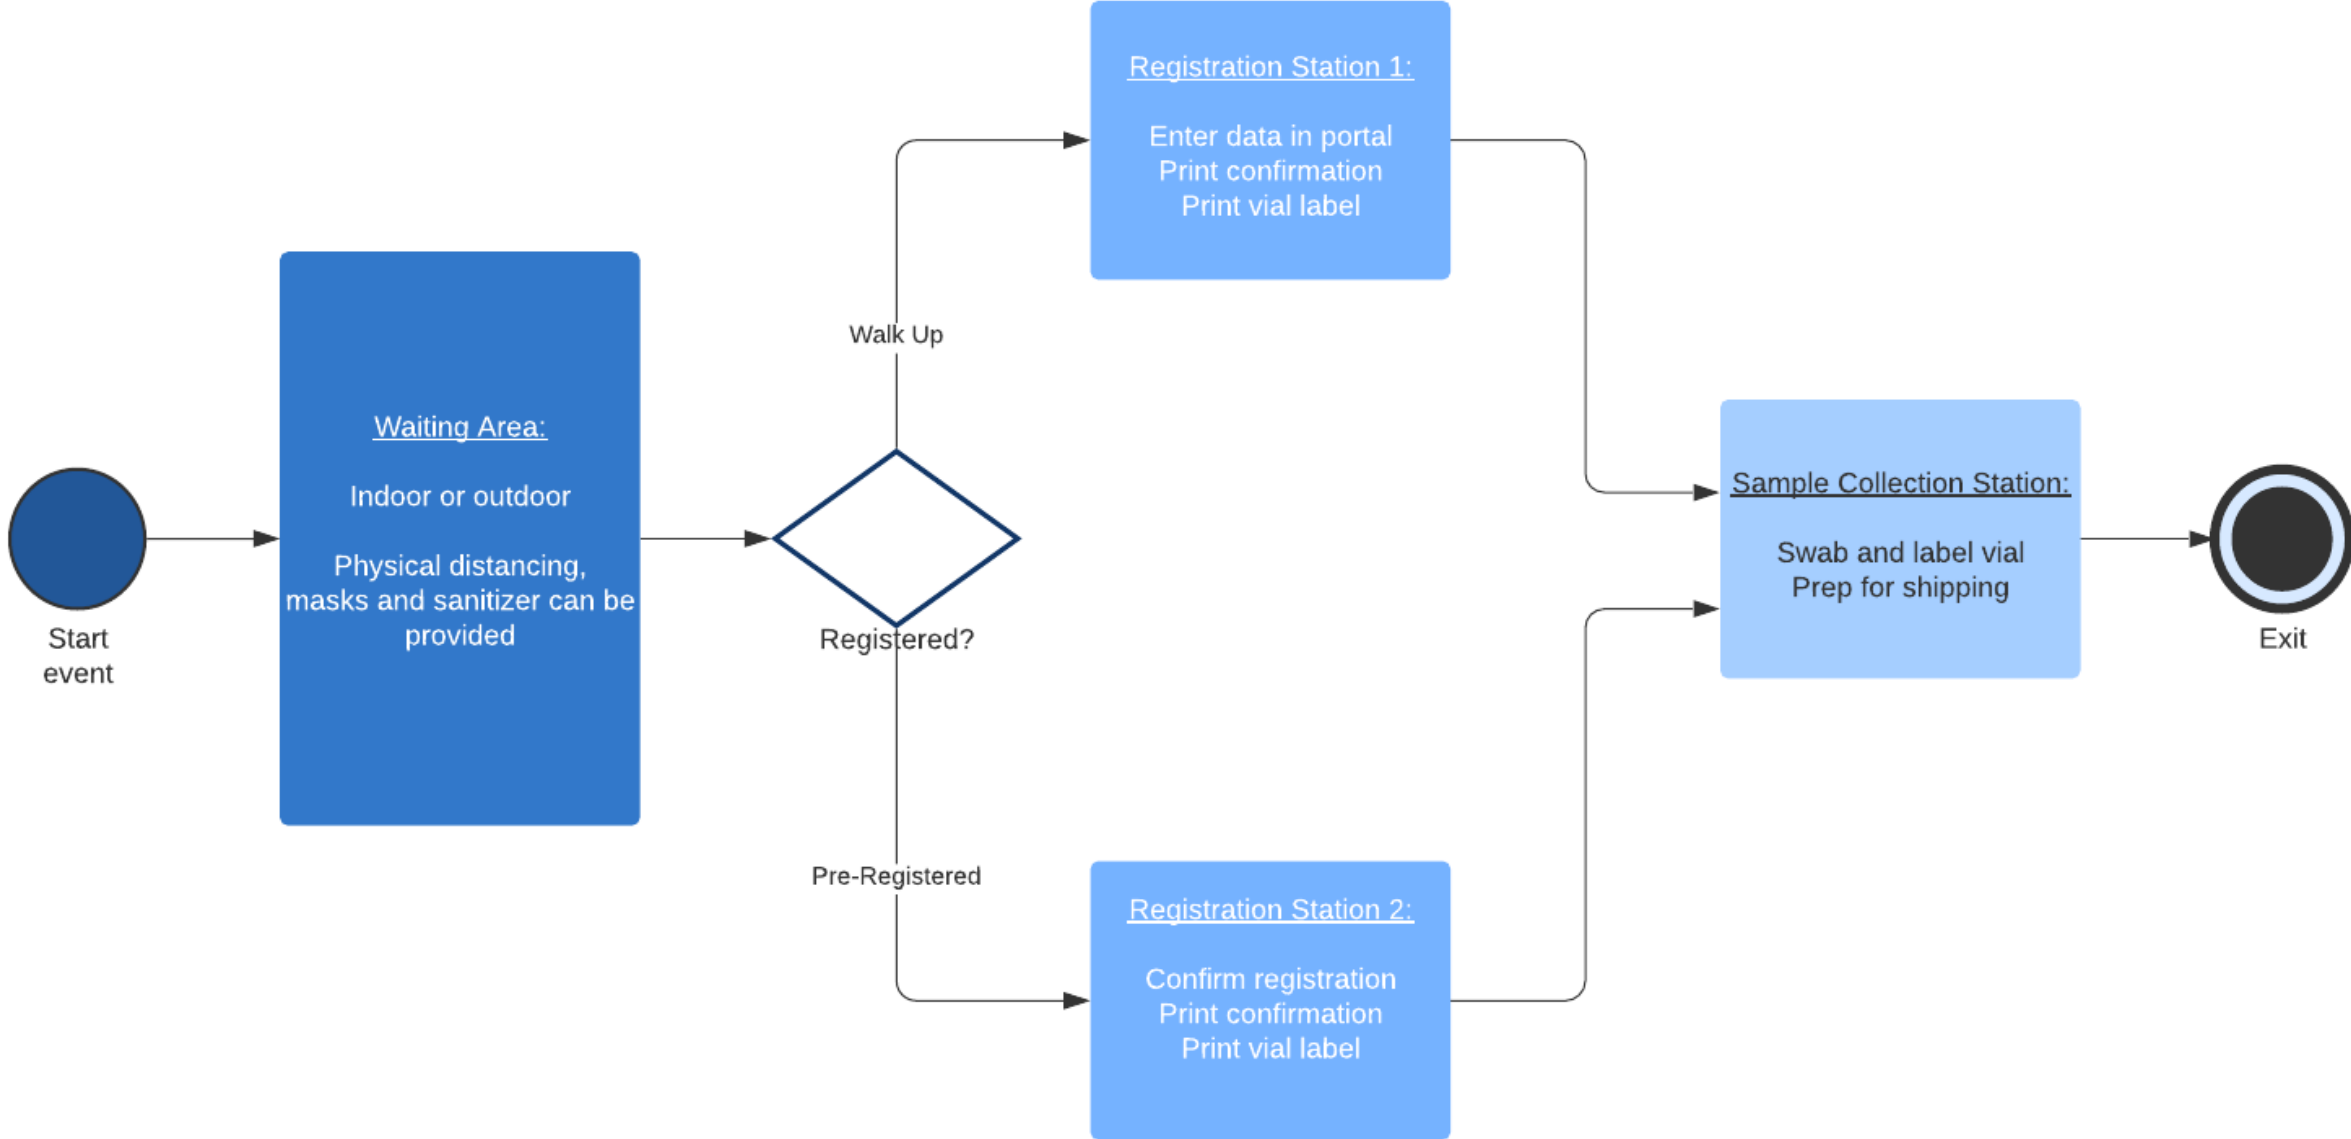 Start
event
Waiting Area:
Indoor or outdoor
Physical distancing,
masks and sanitizer can be
provided
Registered?
Walk Up
Registration Station 1:
Enter data in portal
Print confirmation
Print vial label
Pre-Registered
Registration Station 2:
Confirm registration
Print confirmation
Print vial label
Sample Collection Station:
Swab and label vial
Prep for shipping
Exit